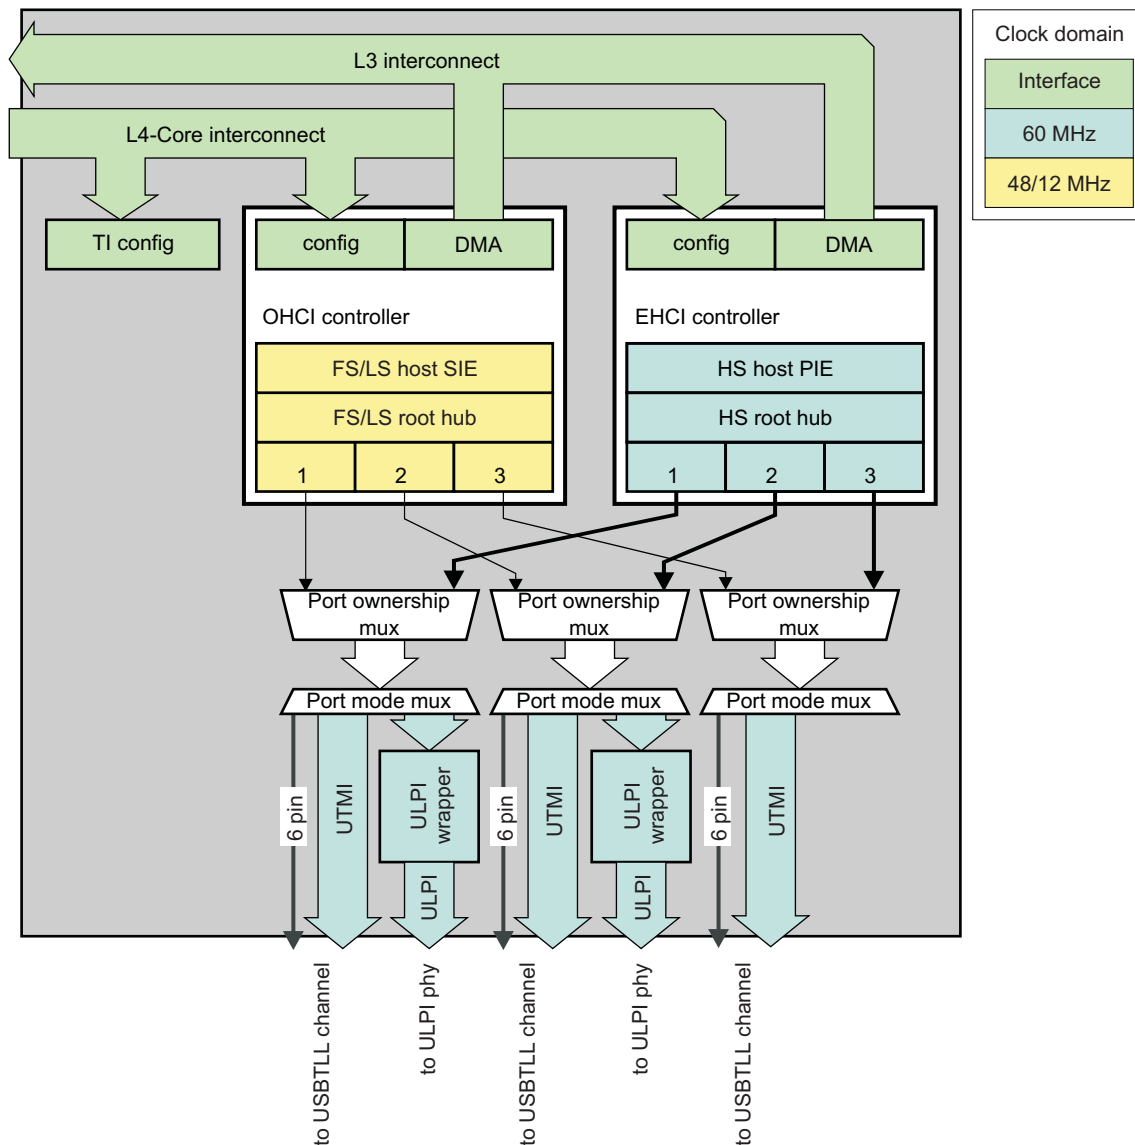 Clock domain
Interface
60 MHz
48/12 MHz
L3 interconnect
L4-Core interconnect
TI config
config
DMA
config
DMA
OHCI controller
EHCI controller
FS/LS host SIE
HS host PIE
FS/LS root hub
HS root hub
1
2
3
1
2
3
Port ownership
mux
Port ownership
mux
Port ownership
mux
Port mode mux
Port mode mux
Port mode mux
6 pin
UTMI
ULPI
wrapper
ULPI
6 pin
UTMI
ULPI
wrapper
ULPI
6 pin
UTMI
to USBTLL channel
to ULPI phy
to USBTLL channel
to ULPI phy
to USBTLL channel